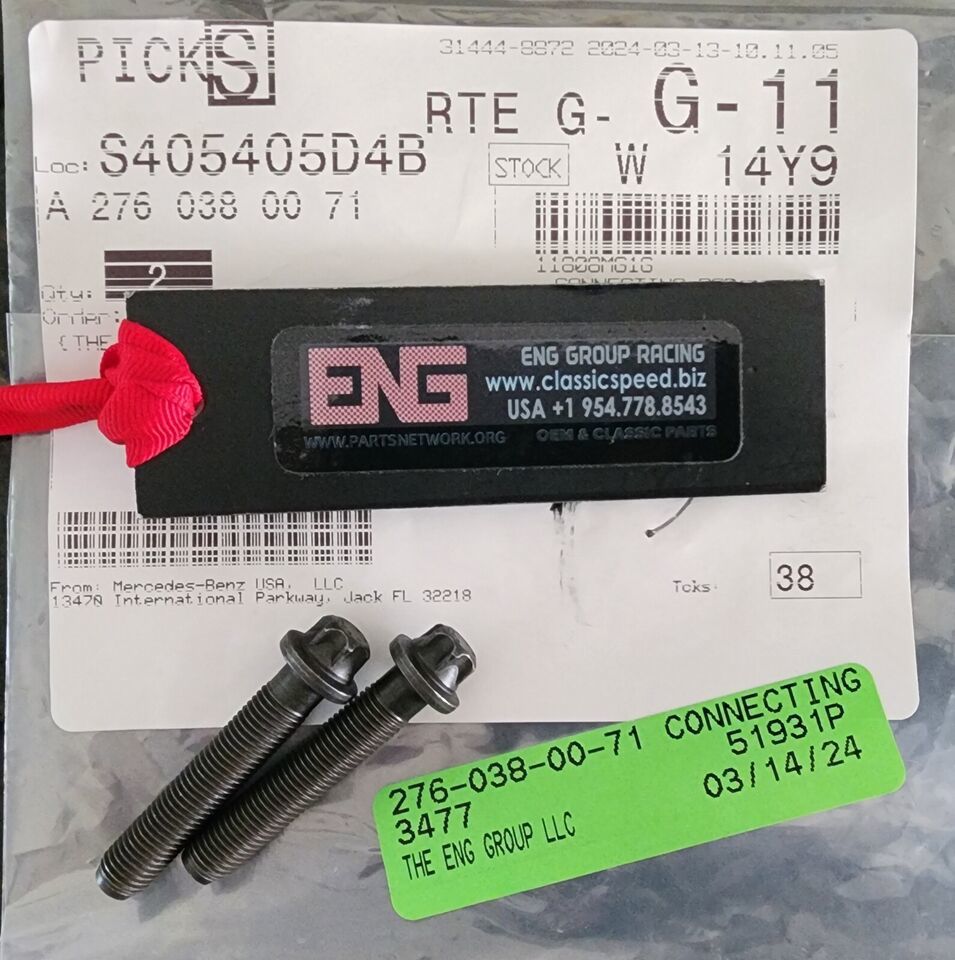 PICK S
31444-8872 2024-03-13-10.11.05
RTE G- G-11
Loc: S405405D4B
STOCK W 14Y9
A 276 038 00 71
11808MG1G
Qty: 2
Order:
(THE
ENG
ENG GROUP RACING
www.classicspeed.biz
USA +1 954.778.8543
WWW.PARTSNETWORK.ORG OEM & CLASSIC PARTS
From: Mercedes-Benz USA, LLC
13470 International Parkway, Jack FL 32218
Tcks: 38
276-038-00-71 CONNECTING
3477 51931P
03/14/24
THE ENG GROUP LLC